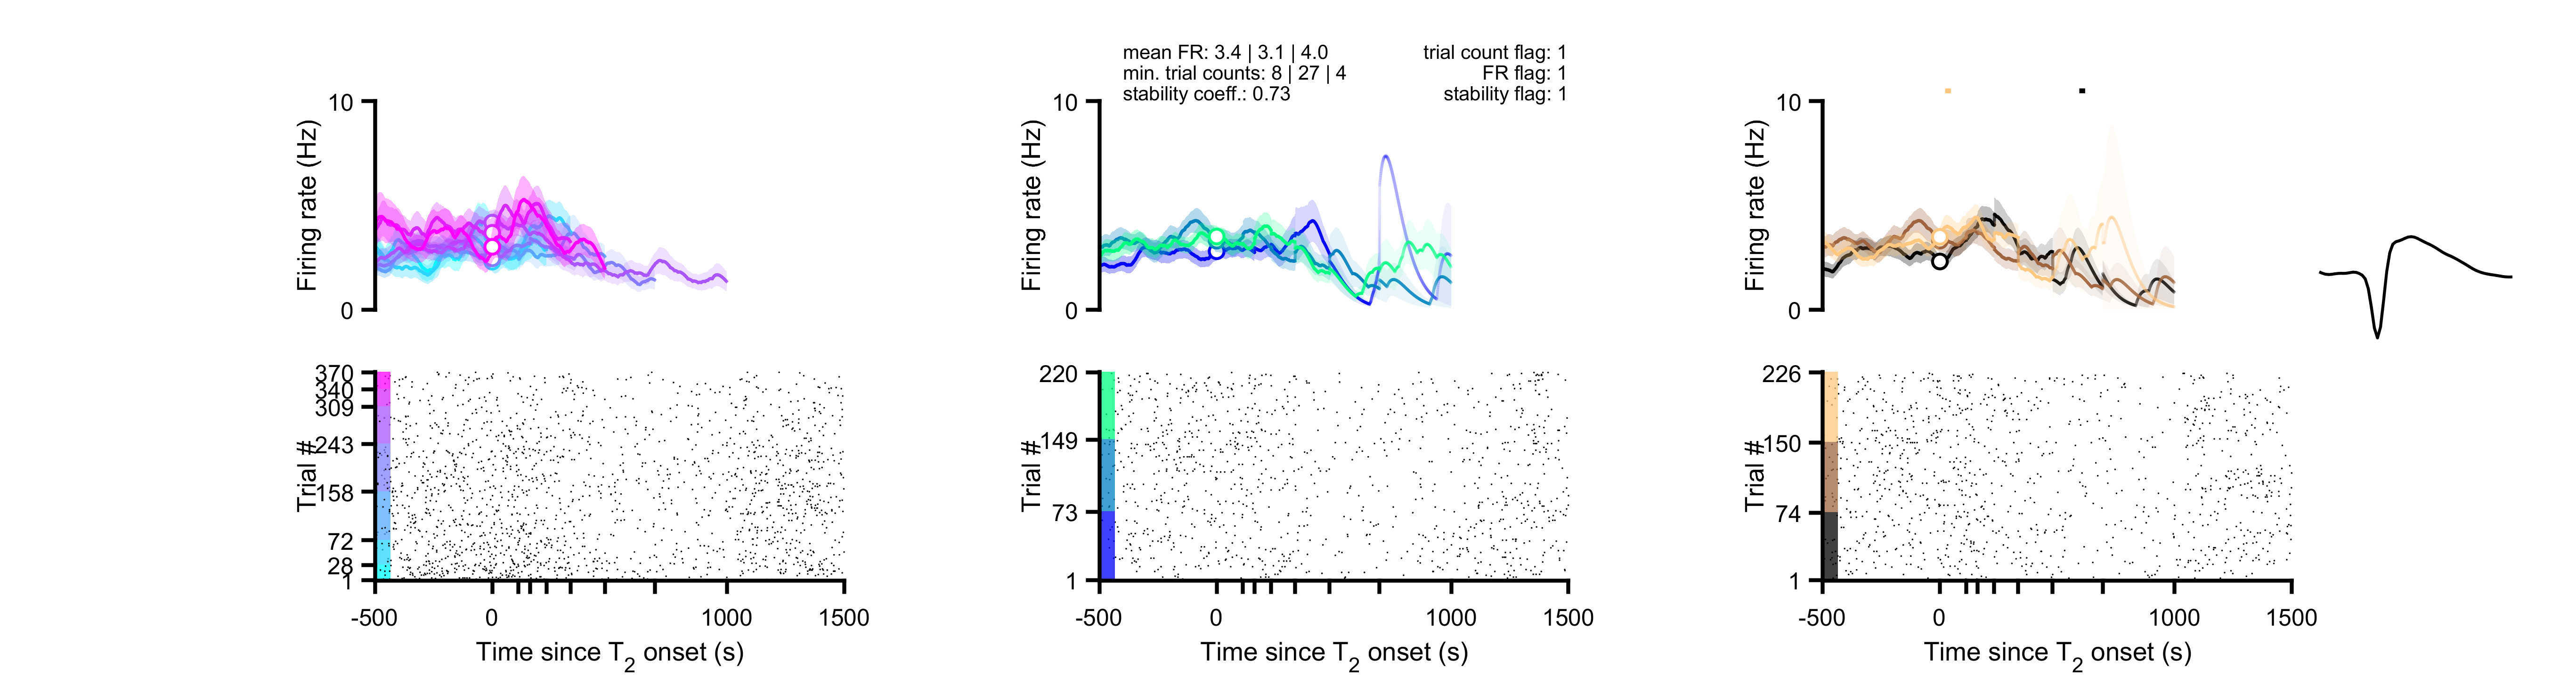 mean FR: 3.4 | 3.1 | 4.0
min. trial counts: 8 | 27 | 4
stability coeff.: 0.73
trial count flag: 1
FR flag: 1
stability flag: 1
10
Firing rate (Hz)
0
10
Firing rate (Hz)
0
10
Firing rate (Hz)
0
370
340
309
243
158
72
28
1
Trial #
-500 0 1000 1500
Time since T2 onset (s)
220
149
73
1
Trial #
-500 0 1000 1500
Time since T2 onset (s)
226
150
74
1
Trial #
-500 0 1000 1500
Time since T2 onset (s)